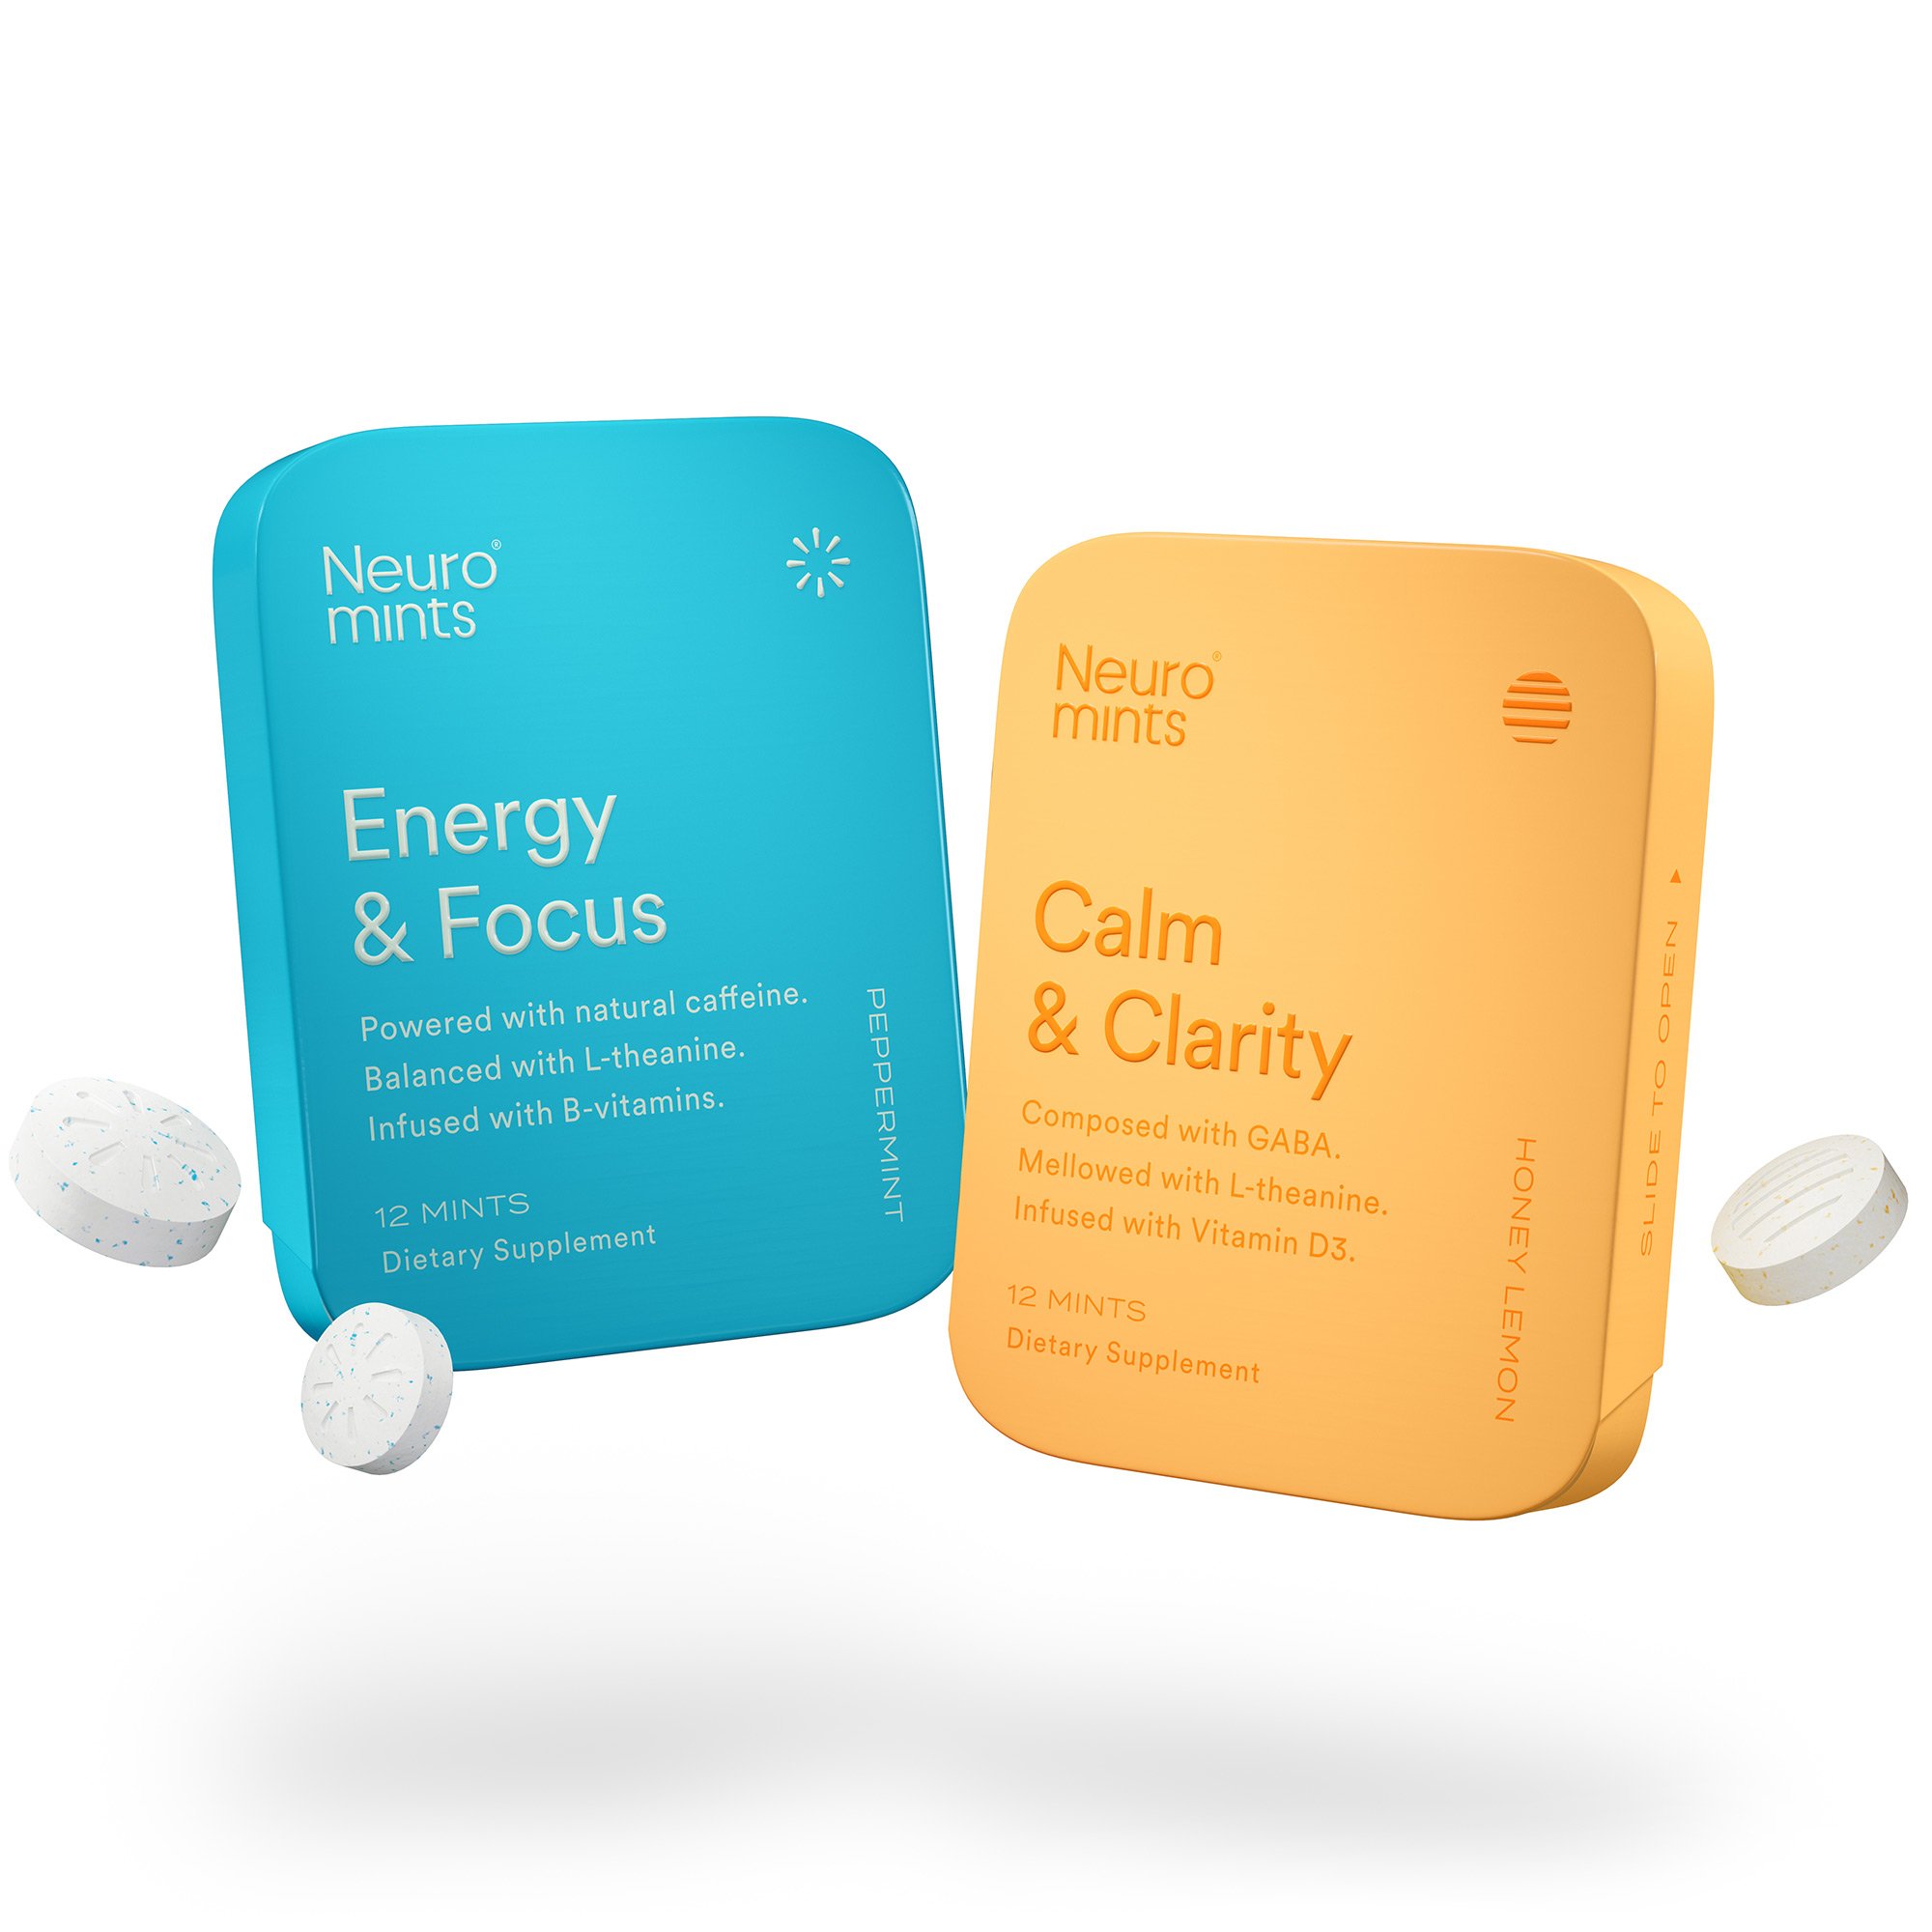 Neuro®
mints
Energy
& Focus
Powered with natural caffeine.
Balanced with L-theanine.
Infused with B-vitamins.
12 MINTS
Dietary Supplement
PEPPERMINT
Neuro®
mints
Calm
& Clarity
Composed with GABA.
Mellowed with L-theanine.
Infused with Vitamin D3.
12 MINTS
Dietary Supplement
HONEY LEMON
SLIDE TO OPEN ▲